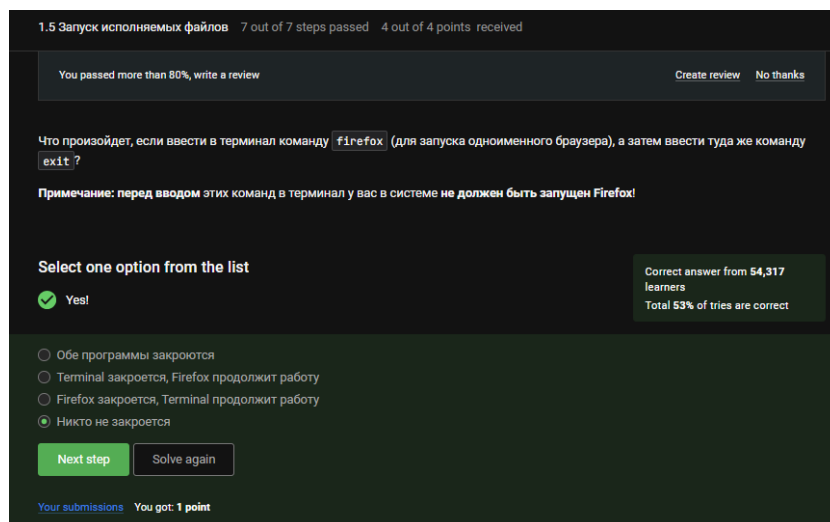 1.5 Запуск исполняемых файлов 7 out of 7 steps passed 4 out of 4 points received
You passed more than 80%, write a review Create review No thanks
Что произойдет, если ввести в терминал команду firefox (для запуска одноименного браузера), а затем ввести туда же команду
exit ?
Примечание: перед вводом этих команд в терминал у вас в системе не должен быть запущен Firefox!
Select one option from the list
Yes!
Correct answer from 54,317
learners
Total 53% of tries are correct
Обе программы закроются
Terminal закроется, Firefox продолжит работу
Firefox закроется, Terminal продолжит работу
Никто не закроется
Next step Solve again
Your submissions You got: 1 point